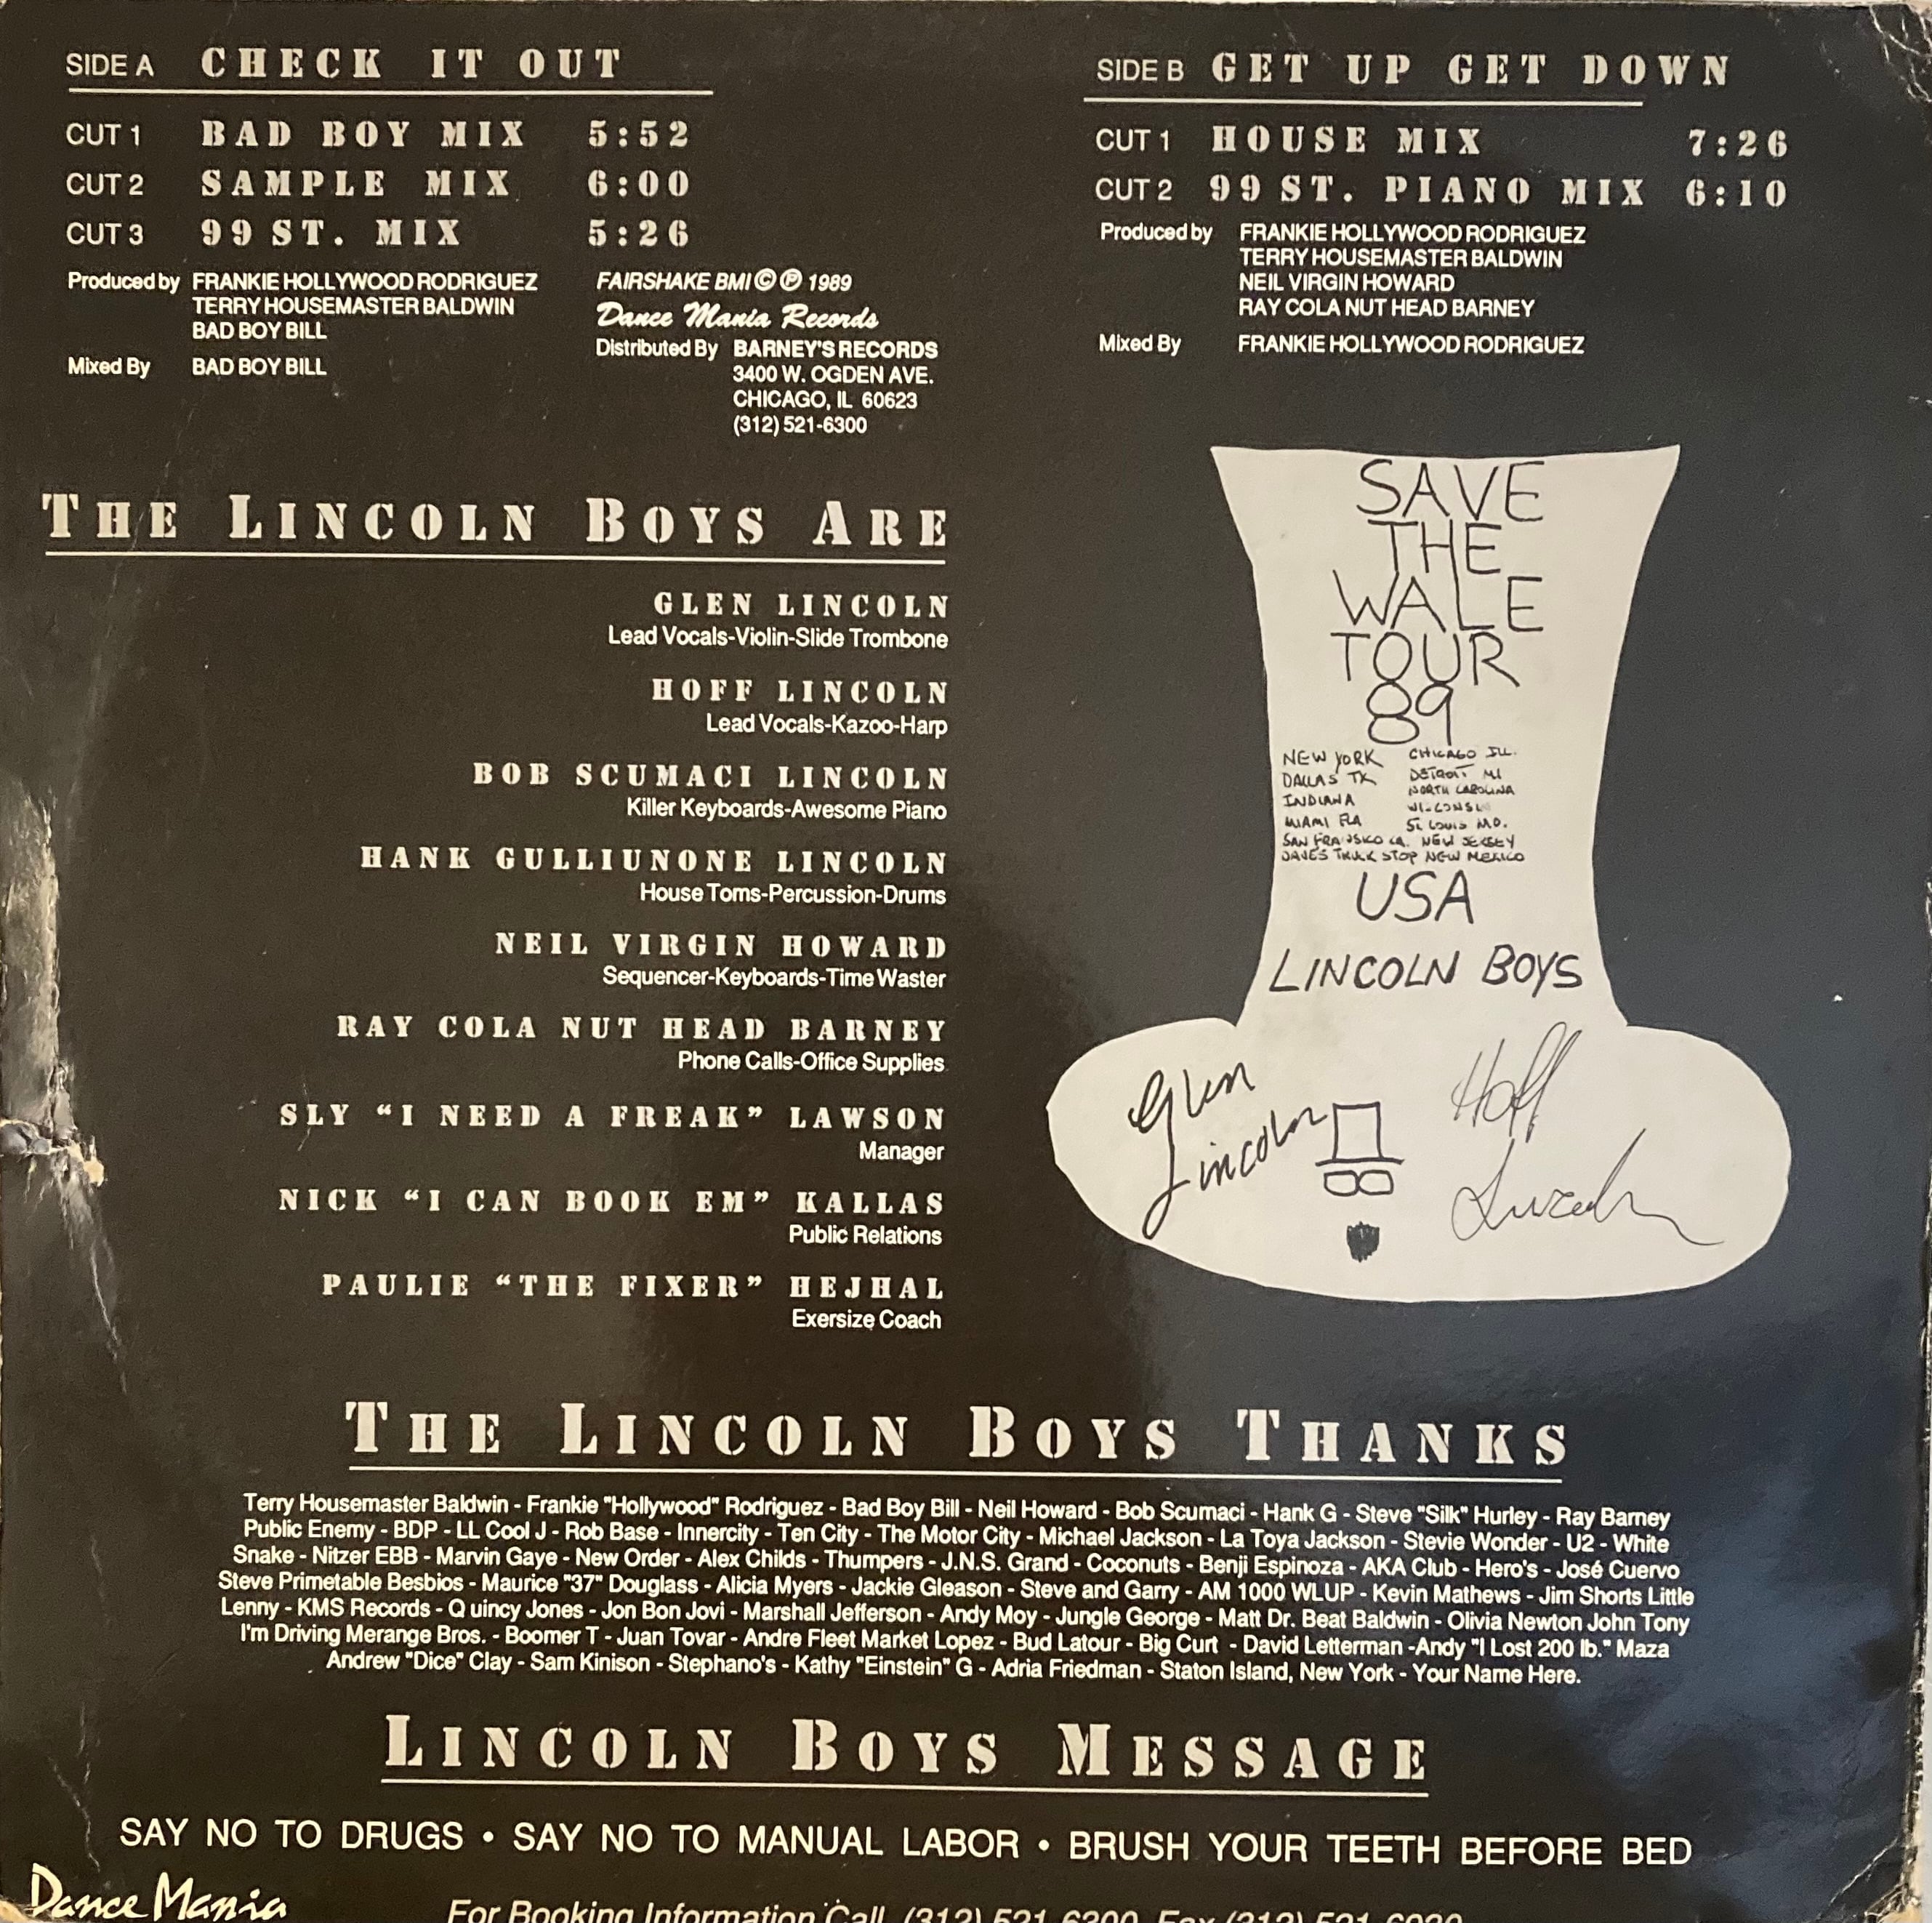 SIDE A CHECK IT OUT
CUT 1 BAD BOY MIX 5:52
CUT 2 SAMPLE MIX 6:00
CUT 3 99 ST. MIX 5:26
Produced by FRANKIE HOLLYWOOD RODRIGUEZ
TERRY HOUSEMASTER BALDWIN
BAD BOY BILL
Mixed By BAD BOY BILL
FAIRSHAKE BMI © ℗ 1989
Dance Mania Records
Distributed By BARNEY'S RECORDS
3400 W. OGDEN AVE.
CHICAGO, IL 60623
(312) 521-6300
SIDE B GET UP GET DOWN
CUT 1 HOUSE MIX 7:26
CUT 2 99 ST. PIANO MIX 6:10
Produced by FRANKIE HOLLYWOOD RODRIGUEZ
TERRY HOUSEMASTER BALDWIN
NEIL VIRGIN HOWARD
RAY COLA NUT HEAD BARNEY
Mixed By FRANKIE HOLLYWOOD RODRIGUEZ
THE LINCOLN BOYS ARE
GLEN LINCOLN
Lead Vocals-Violin-Slide Trombone
HOFF LINCOLN
Lead Vocals-Kazoo-Harp
BOB SCUMACI LINCOLN
Killer Keyboards-Awesome Piano
HANK GULLIUNONE LINCOLN
House Toms-Percussion-Drums
NEIL VIRGIN HOWARD
Sequencer-Keyboards-Time Waster
RAY COLA NUT HEAD BARNEY
Phone Calls-Office Supplies
SLY “I NEED A FREAK” LAWSON
Manager
NICK “I CAN BOOK EM” KALLAS
Public Relations
PAULIE “THE FIXER” HEJHAL
Exersize Coach
SAVE
THE
WALE
TOUR
89
NEW YORK CHICAGO ILL.
DALLAS TX DETROIT MI
INDIANA NORTH CAROLINA
MIAMI FLA
ST. LOUIS MO.
SAN FRANSISCO CA. NEW JERSEY
DAVES TRUCK STOP NEW MEXICO
USA
LINCOLN BOYS
Glen
Lincoln
Hoff
Lincoln
THE LINCOLN BOYS THANKS
Terry Housemaster Baldwin - Frankie "Hollywood" Rodriguez - Bad Boy Bill - Neil Howard - Bob Scumaci - Hank G - Steve "Silk" Hurley - Ray Barney
Public Enemy - BDP - LL Cool J - Rob Base - Innercity - Ten City - The Motor City - Michael Jackson - La Toya Jackson - Stevie Wonder - U2 - White
Snake - Nitzer EBB - Marvin Gaye - New Order - Alex Childs - Thumpers - J.N.S. Grand - Coconuts - Benji Espinoza - AKA Club - Hero's - José Cuervo
Steve Primetable Besbios - Maurice "37" Douglass - Alicia Myers - Jackie Gleason - Steve and Garry - AM 1000 WLUP - Kevin Mathews - Jim Shorts Little
Lenny - KMS Records - Q uincy Jones - Jon Bon Jovi - Marshall Jefferson - Andy Moy - Jungle George - Matt Dr. Beat Baldwin - Olivia Newton John Tony
I'm Driving Merange Bros. - Boomer T - Juan Tovar - Andre Fleet Market Lopez - Bud Latour - Big Curt - David Letterman -Andy "I Lost 200 lb." Maza
Andrew "Dice" Clay - Sam Kinison - Stephano's - Kathy "Einstein" G - Adria Friedman - Staton Island, New York - Your Name Here.
LINCOLN BOYS MESSAGE
SAY NO TO DRUGS • SAY NO TO MANUAL LABOR • BRUSH YOUR TEETH BEFORE BED
Dance Mania
For Booking Information Call (312) 521-6300 Fax (312)